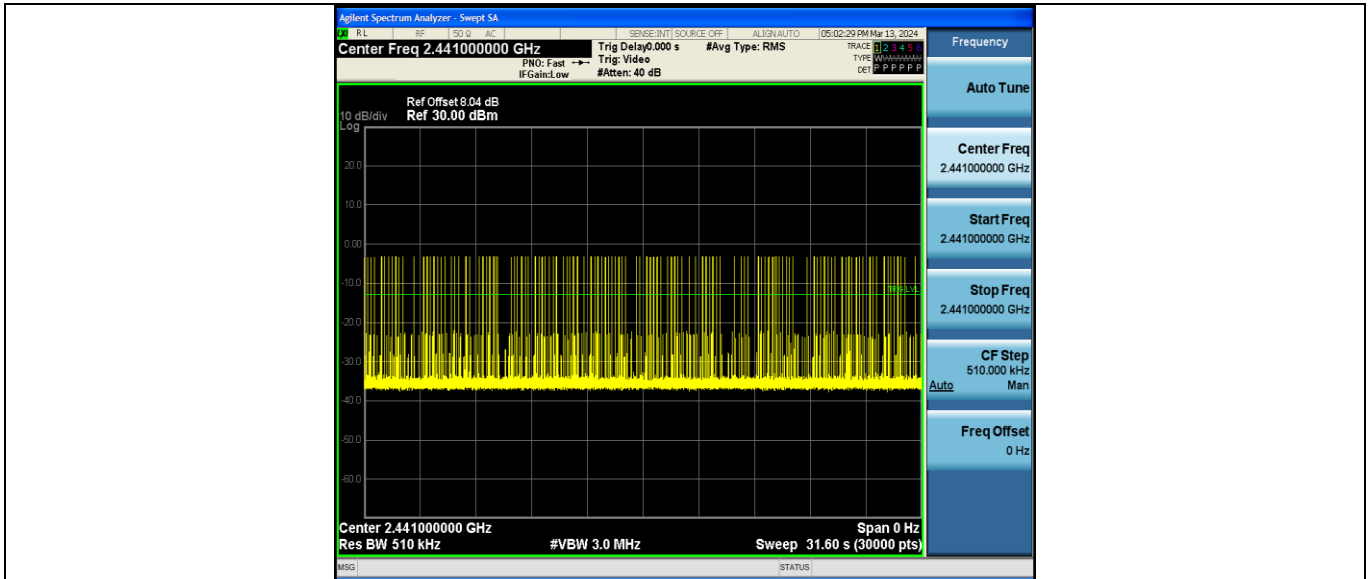 Agilent Spectrum Analyzer - Swept SA
RL RF 50 Ω AC SENSE:INT SOURCE OFF ALIGN AUTO 05:02:29 PM Mar 13, 2024
Center Freq 2.441000000 GHz
PNO: Fast
IFGain:Low
Trig Delay0.000 s
Trig: Video
#Atten: 40 dB
#Avg Type: RMS
TRACE 1 2 3 4 5 6
TYPE
DET P P P P P P
Frequency
Auto Tune
Center Freq
2.441000000 GHz
Start Freq
2.441000000 GHz
Stop Freq
2.441000000 GHz
CF Step
510.000 kHz
Auto Man
Freq Offset
0 Hz
Ref Offset 8.04 dB
10 dB/div Ref 30.00 dBm
Log
20.0
10.0
0.00
-10.0
TRIG LVL
-20.0
-30.0
-40.0
-50.0
-60.0
Center 2.441000000 GHz Span 0 Hz
Res BW 510 kHz #VBW 3.0 MHz Sweep 31.60 s (30000 pts)
MSG STATUS